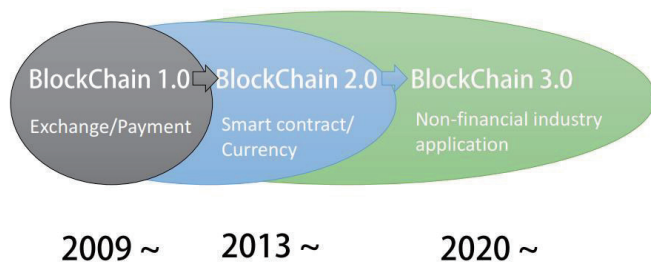 BlockChain 1.0
BlockChain 2.0
BlockChain 3.0
Exchange/Payment
Smart contract/
Currency
Non-financial industry
application
2009 ~
2013 ~
2020 ~